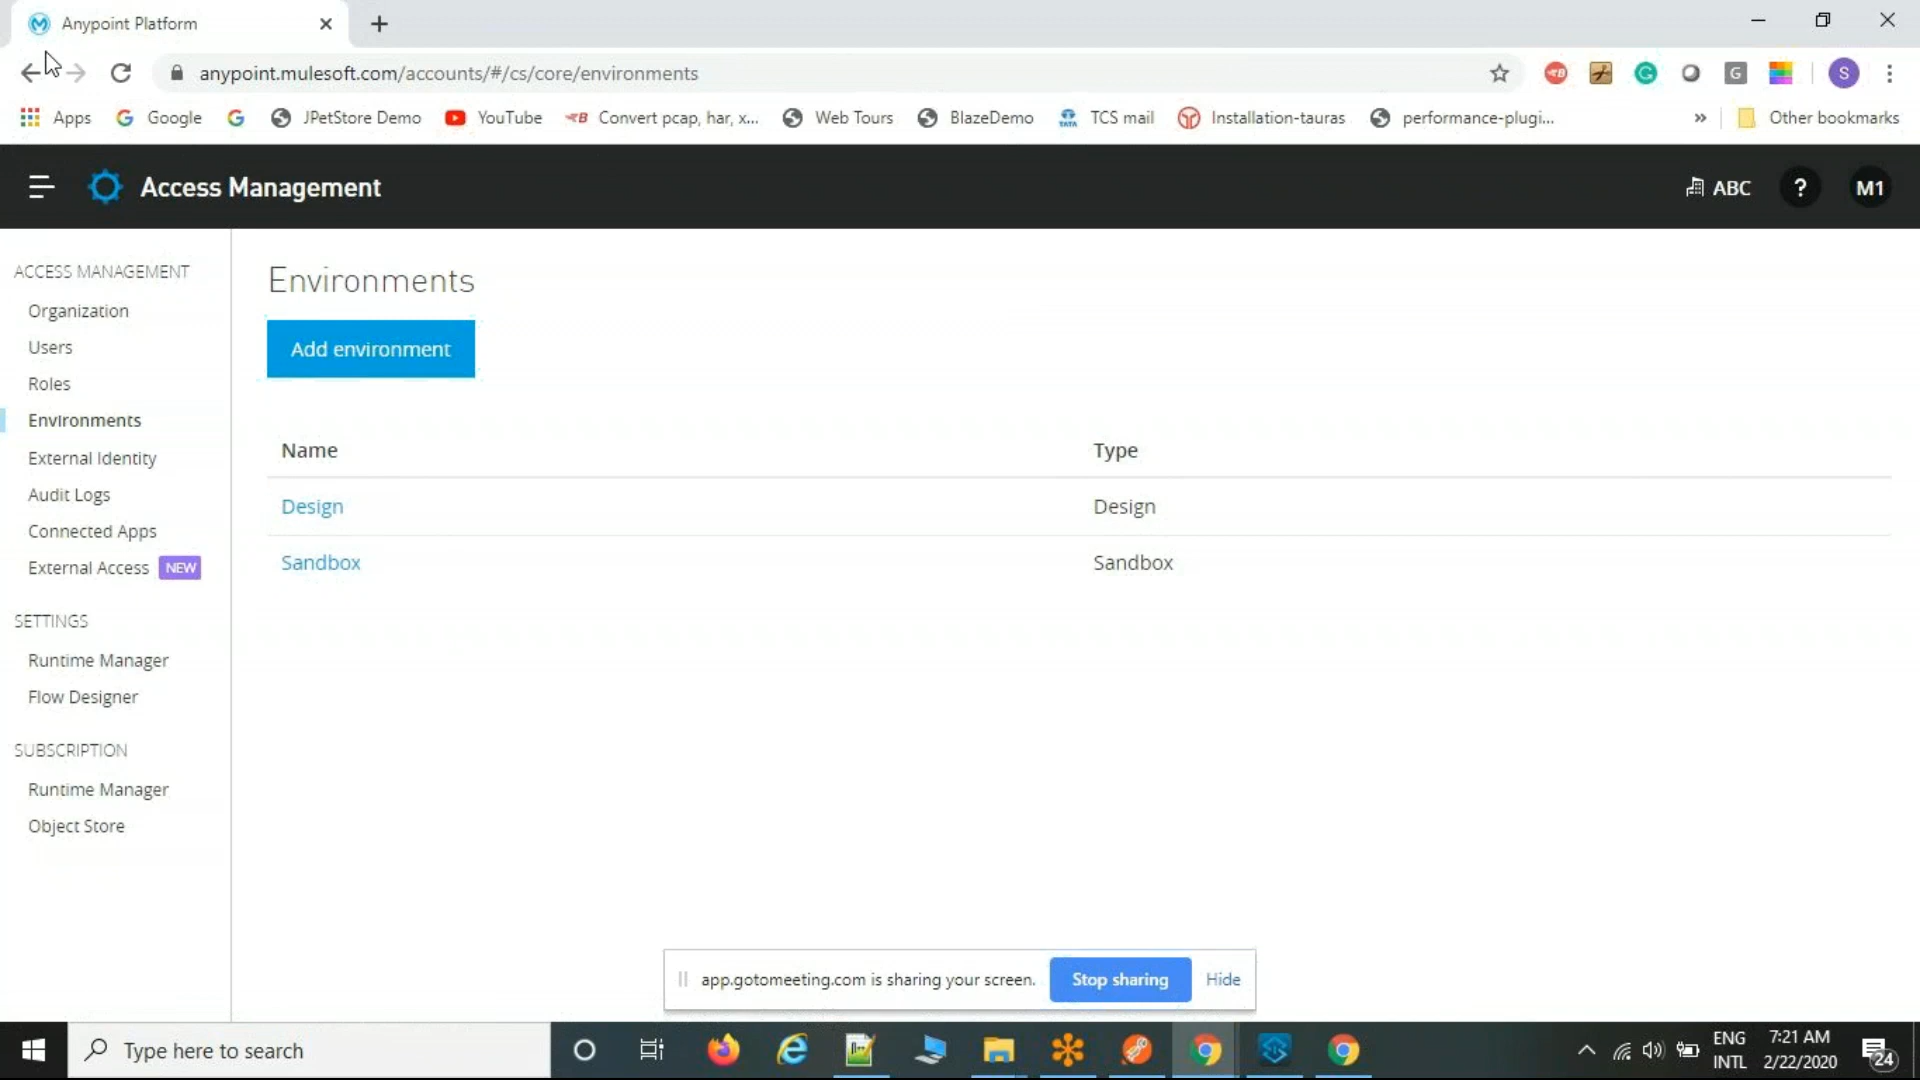 Anypoint Platform
anypoint.mulesoft.com/accounts/#/cs/core/environments
S
Apps Google JPetStore Demo YouTube Convert pcap, har, x... Web Tours BlazeDemo TCS mail Installation-tauras performance-plugi... » Other bookmarks
Access Management
ABC ? M1
ACCESS MANAGEMENT
Organization
Users
Roles
Environments
External Identity
Audit Logs
Connected Apps
External Access NEW
SETTINGS
Runtime Manager
Flow Designer
SUBSCRIPTION
Runtime Manager
Object Store
Environments
Add environment
Name Type
Design Design
Sandbox Sandbox
app.gotomeeting.com is sharing your screen. Stop sharing Hide
Type here to search
ENG
INTL
7:21 AM
2/22/2020
24